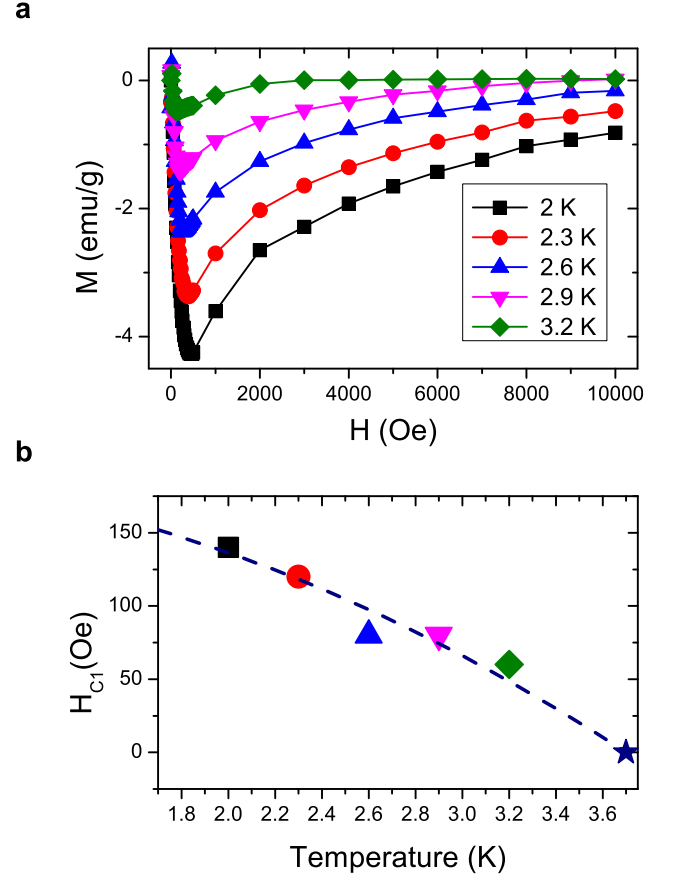 a
0
-2
-4
M (emu/g)
2 K
2.3 K
2.6 K
2.9 K
3.2 K
0 2000 4000 6000 8000 10000
H (Oe)
b
150
100
50
0
H_C1(Oe)
1.8 2.0 2.2 2.4 2.6 2.8 3.0 3.2 3.4 3.6
Temperature (K)